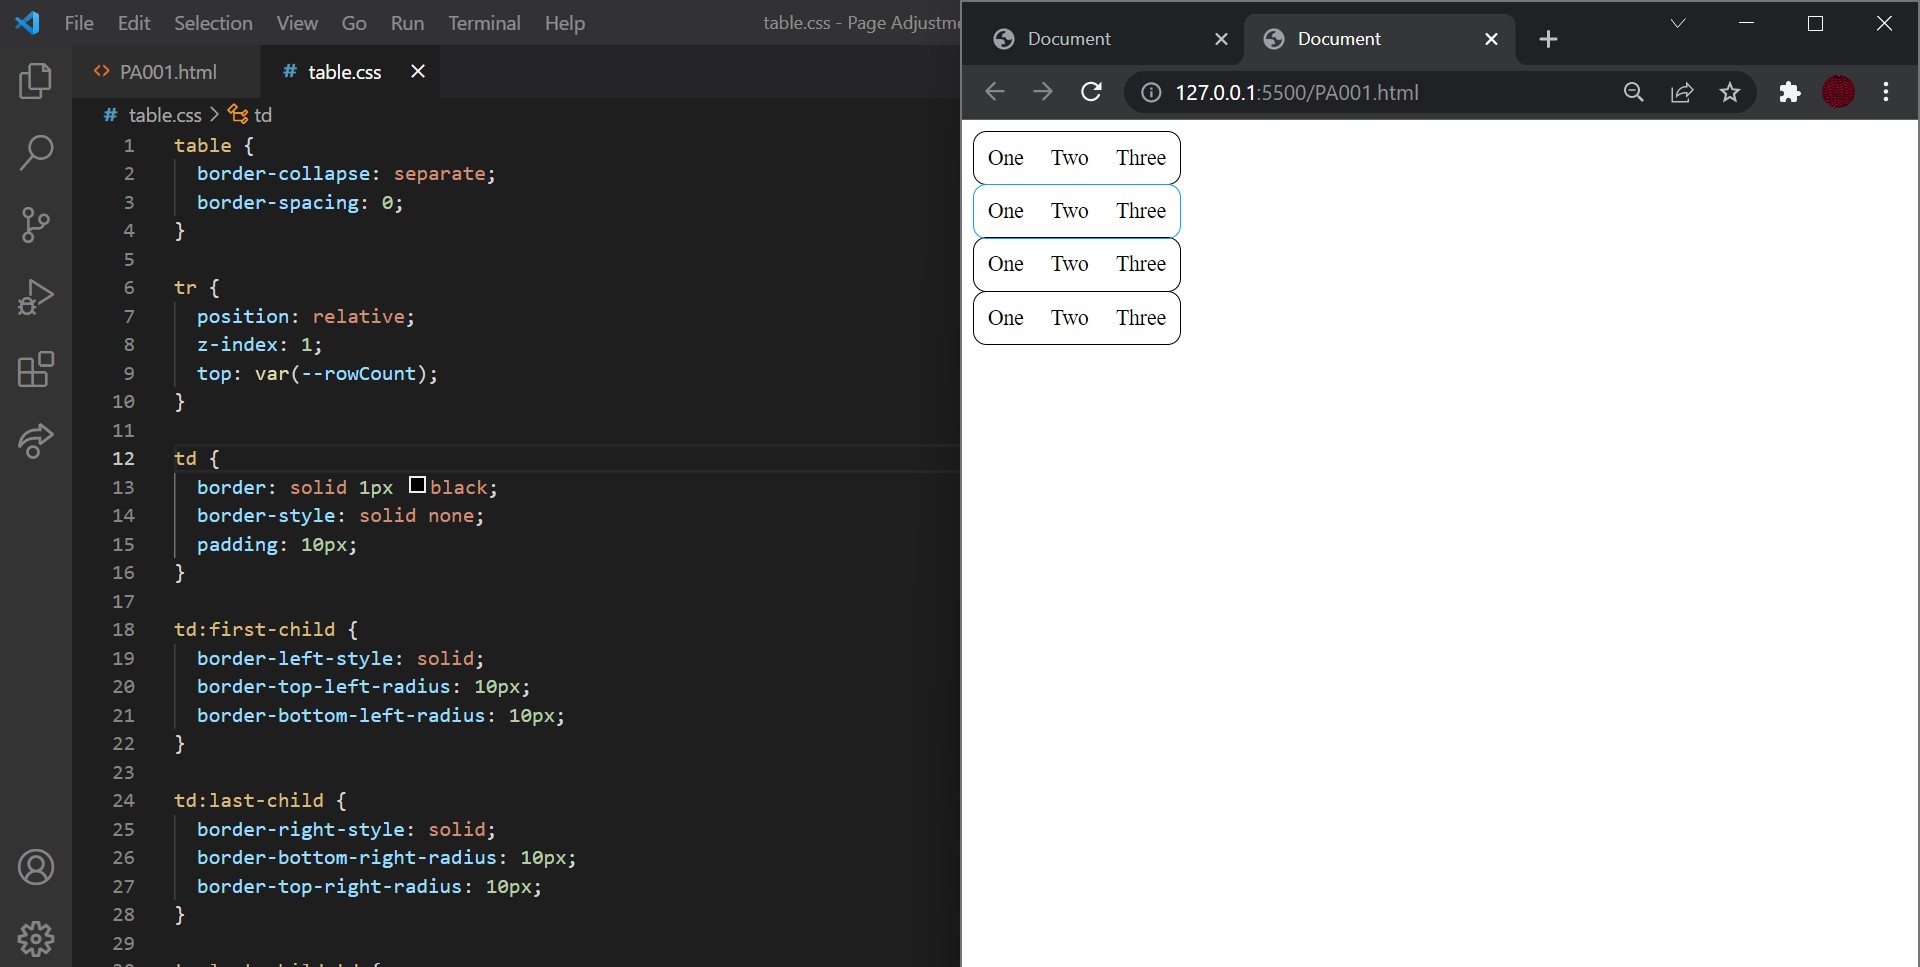 File Edit Selection View Go Run Terminal Help table.css - Page Adjustme
PA001.html # table.css
# table.css > td
1 table {
2 border-collapse: separate;
3 border-spacing: 0;
4 }
5
6 tr {
7 position: relative;
8 z-index: 1;
9 top: var(--rowCount);
10 }
11
12 td {
13 border: solid 1px black;
14 border-style: solid none;
15 padding: 10px;
16 }
17
18 td:first-child {
19 border-left-style: solid;
20 border-top-left-radius: 10px;
21 border-bottom-left-radius: 10px;
22 }
23
24 td:last-child {
25 border-right-style: solid;
26 border-bottom-right-radius: 10px;
27 border-top-right-radius: 10px;
28 }
29
Document Document
127.0.0.1:5500/PA001.html
One Two Three
One Two Three
One Two Three
One Two Three